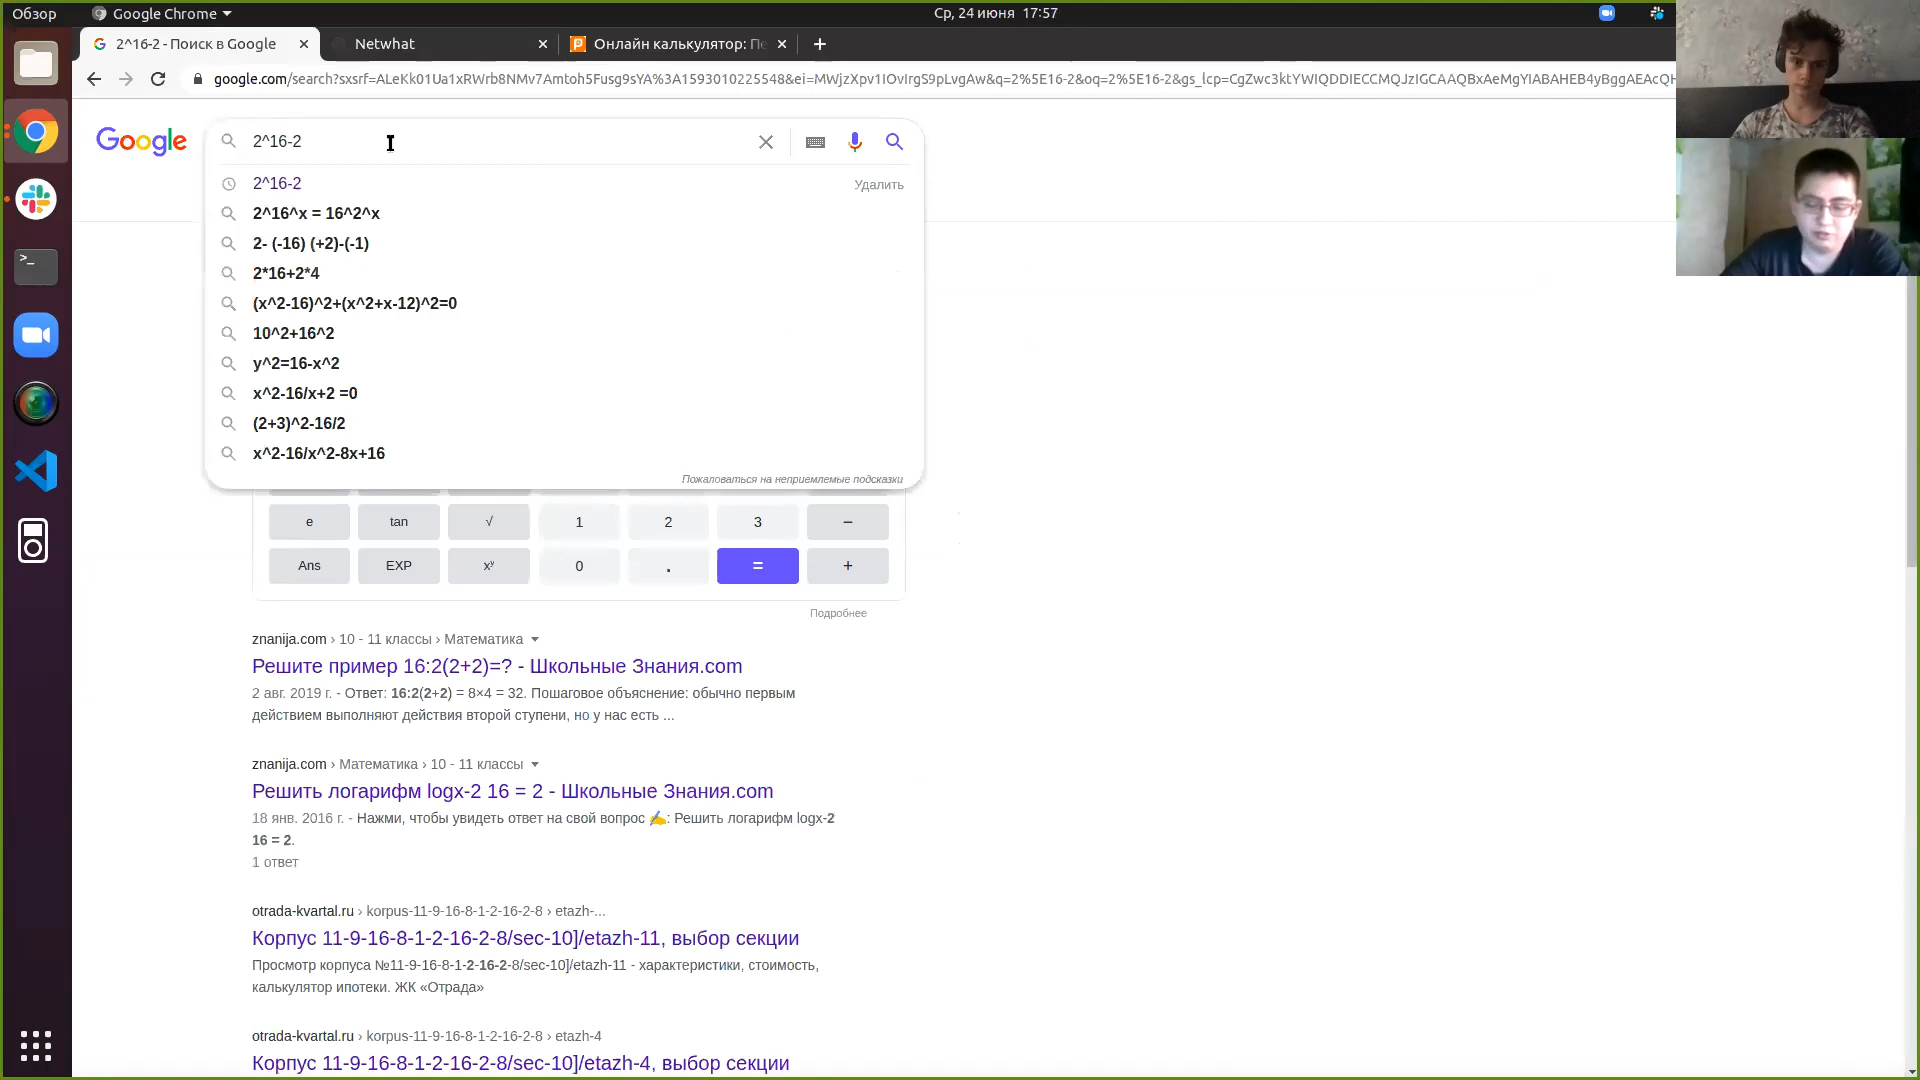 Обзор
Google Chrome
Ср, 24 июня 17:57
2^16-2 - Поиск в Google
Netwhat
Онлайн калькулятор: Пе
google.com/search?sxsrf=ALeKk01Ua1xRWrb8NMv7Amtoh5Fusg9sYA%3A1593010225548&ei=MWjzXpv1IOvIrgS9pLvgAw&q=2%5E16-2&oq=2%5E16-2&gs_lcp=CgZwc3ktYWIQDDIECCMQJzIGCAAQBxAeMgYIABAHEB4yBggAEAcQH
Google
2^16-2
2^16-2
Удалить
2^16^x = 16^2^x
2- (-16) (+2)-(-1)
2*16+2*4
(x^2-16)^2+(x^2+x-12)^2=0
10^2+16^2
y^2=16-x^2
x^2-16/x+2 =0
(2+3)^2-16/2
x^2-16/x^2-8x+16
Пожаловаться на неприемлемые подсказки
e tan √ 1 2 3 −
Ans EXP xʸ 0 . = +
Подробнее
znanija.com › 10 - 11 классы › Математика
Решите пример 16:2(2+2)=? - Школьные Знания.com
2 авг. 2019 г. - Ответ: 16:2(2+2) = 8×4 = 32. Пошаговое объяснение: обычно первым
действием выполняют действия второй ступени, но у нас есть ...
znanija.com › Математика › 10 - 11 классы
Решить логарифм logx-2 16 = 2 - Школьные Знания.com
18 янв. 2016 г. - Нажми, чтобы увидеть ответ на свой вопрос ✍️: Решить логарифм logx-2
16 = 2.
1 ответ
otrada-kvartal.ru › korpus-11-9-16-8-1-2-16-2-8 › etazh-...
Корпус 11-9-16-8-1-2-16-2-8/sec-10]/etazh-11, выбор секции
Просмотр корпуса №11-9-16-8-1-2-16-2-8/sec-10]/etazh-11 - характеристики, стоимость,
калькулятор ипотеки. ЖК «Отрада»
otrada-kvartal.ru › korpus-11-9-16-8-1-2-16-2-8 › etazh-4
Корпус 11-9-16-8-1-2-16-2-8/sec-10]/etazh-4, выбор секции